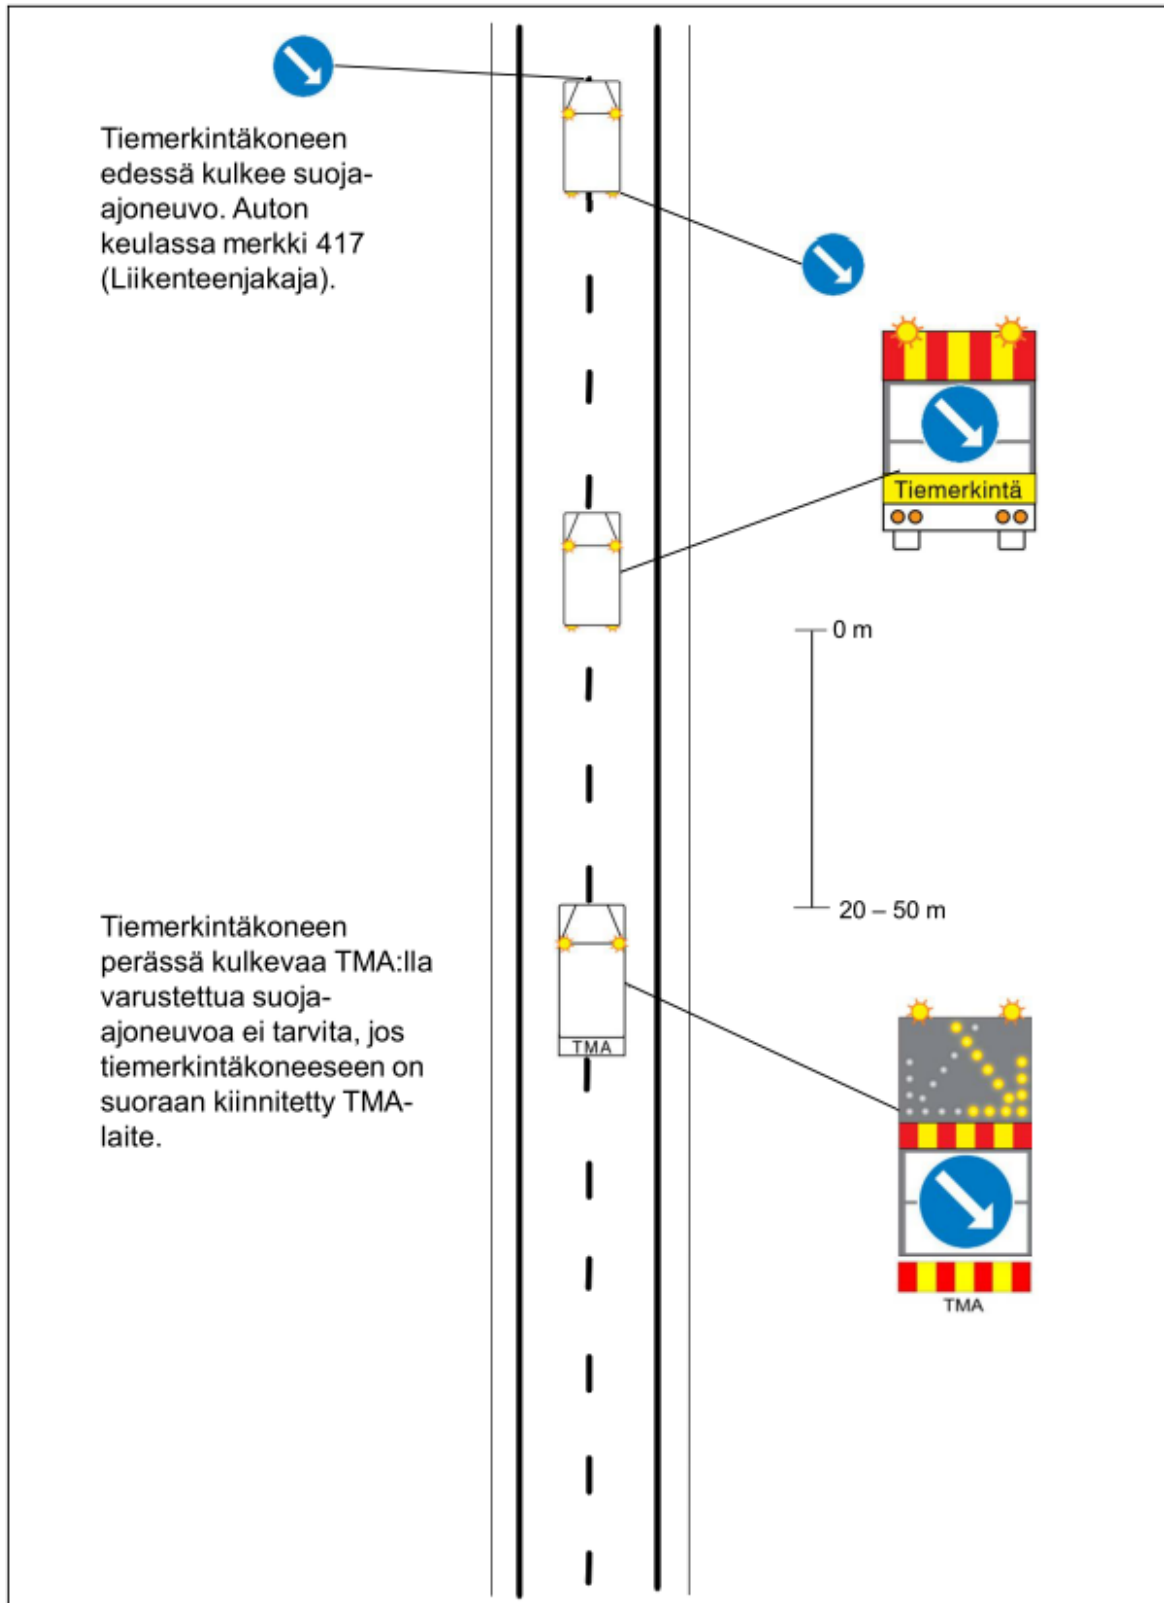 Tiemerkintäkoneen
edessä kulkee suoja-
ajoneuvo. Auton
keulassa merkki 417
(Liikenteenjakaja).
Tiemerkintä
0 m
20 – 50 m
Tiemerkintäkoneen
perässä kulkevaa TMA:lla
varustettua suoja-
ajoneuvoa ei tarvita, jos
tiemerkintäkoneeseen on
suoraan kiinnitetty TMA-
laite.
TMA
TMA